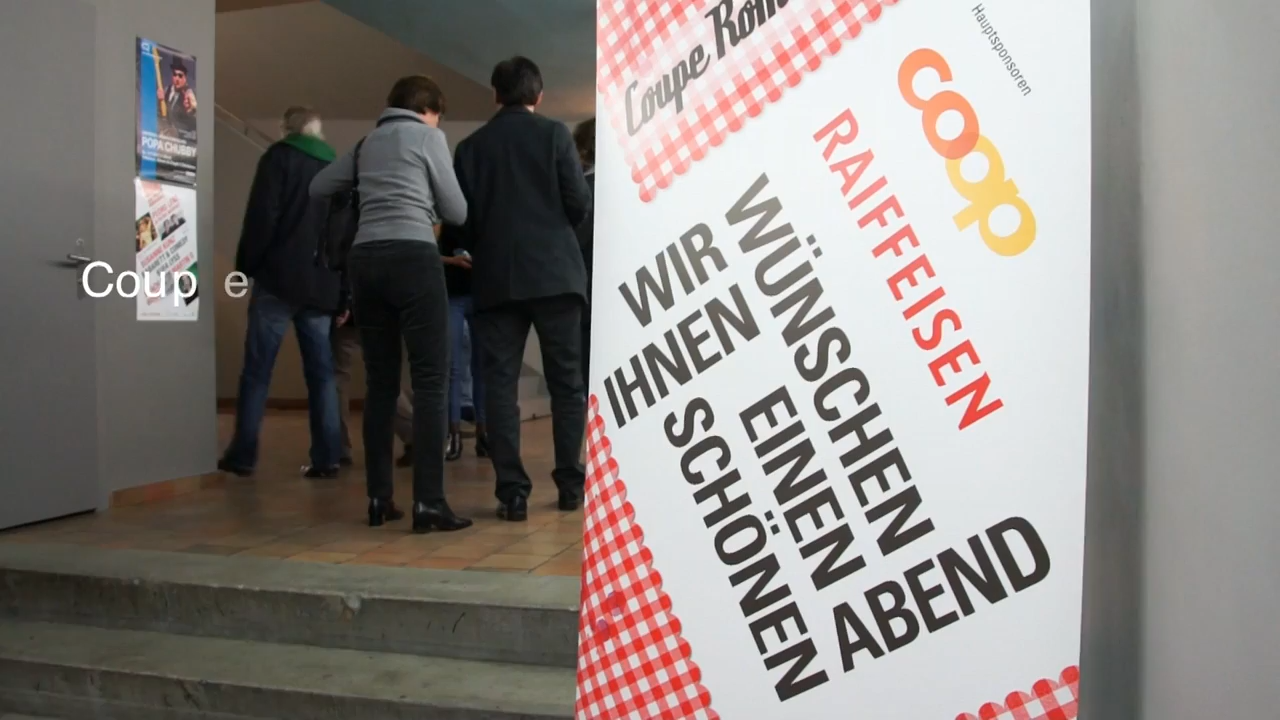 POPA CHUBBY
Coup e
Coupe Rom
Hauptsponsoren
coop
RAIFFEISEN
WIR WÜNSCHEN
IHNEN EINEN
SCHÖNEN ABEND